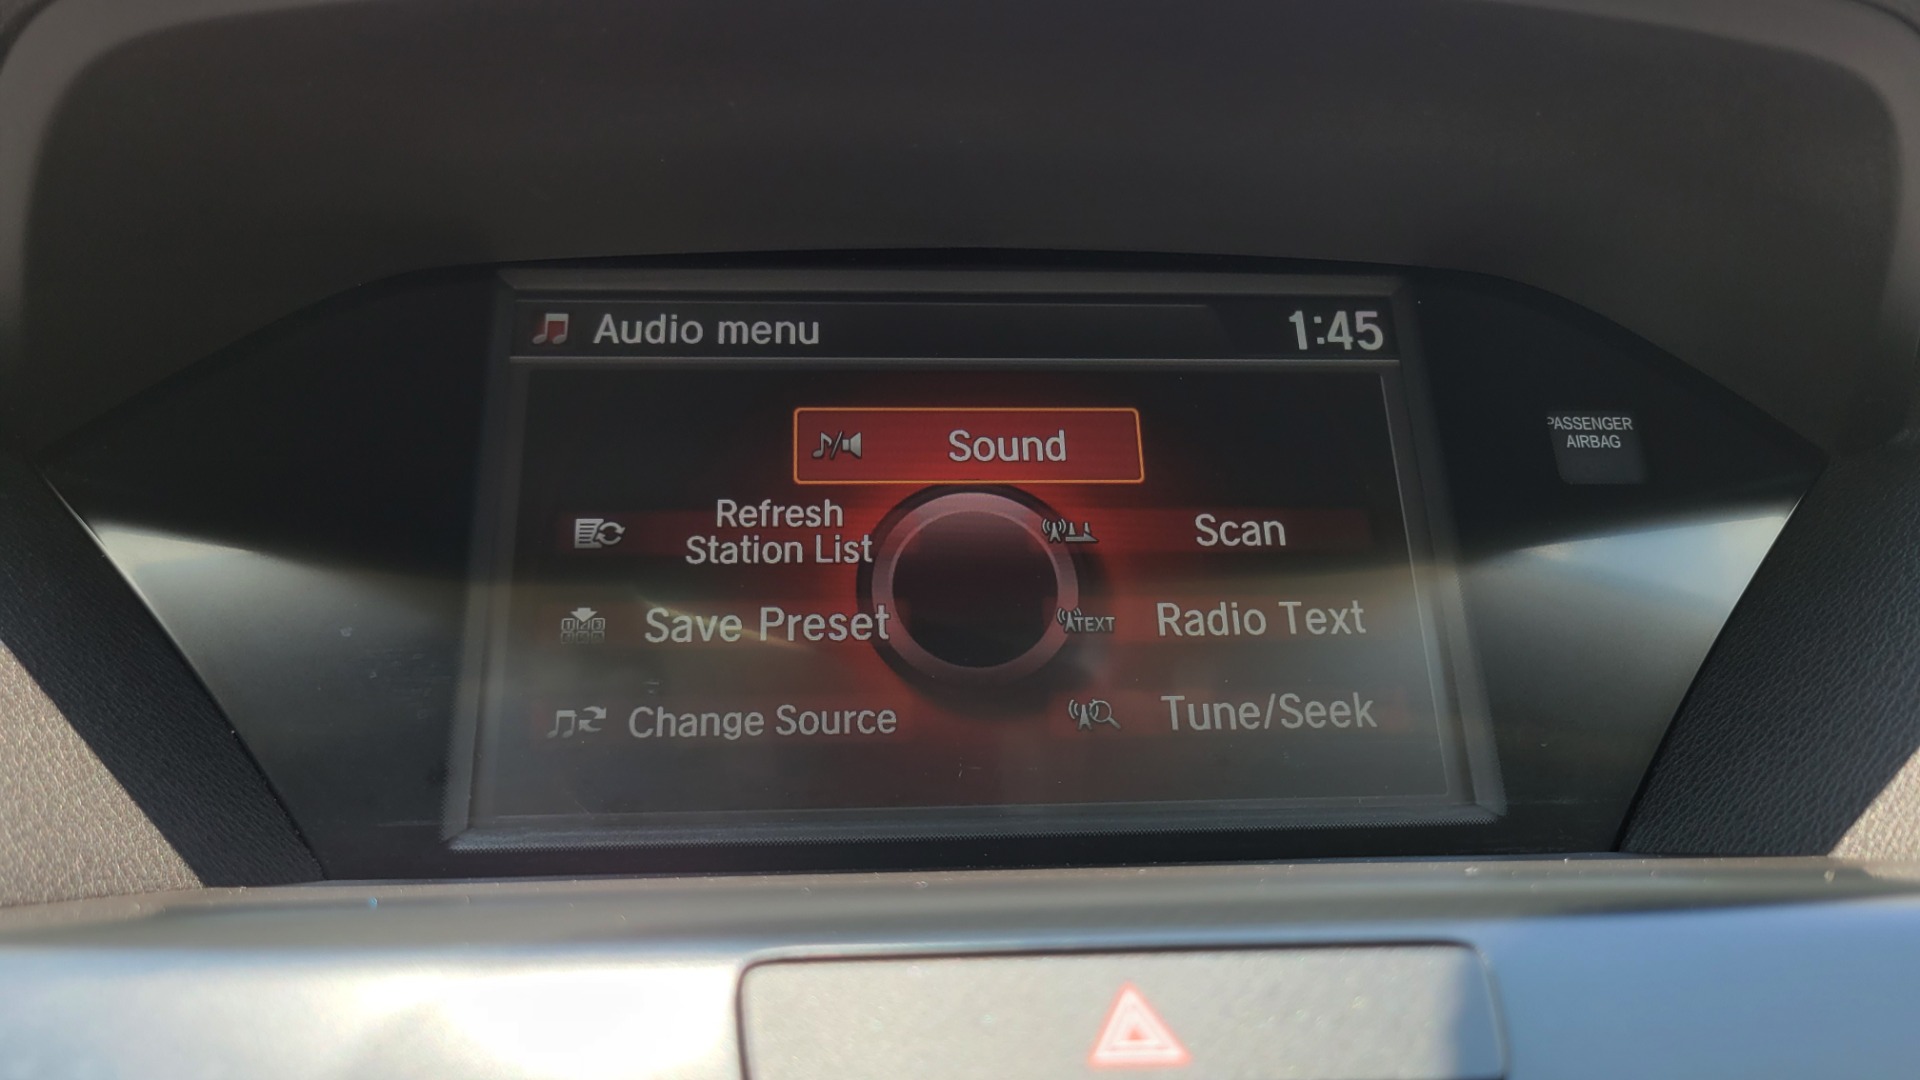 Audio menu
1:45
Sound
Refresh
Station List
Scan
Save Preset
TEXT
Radio Text
Change Source
Tune/Seek
PASSENGER
AIRBAG